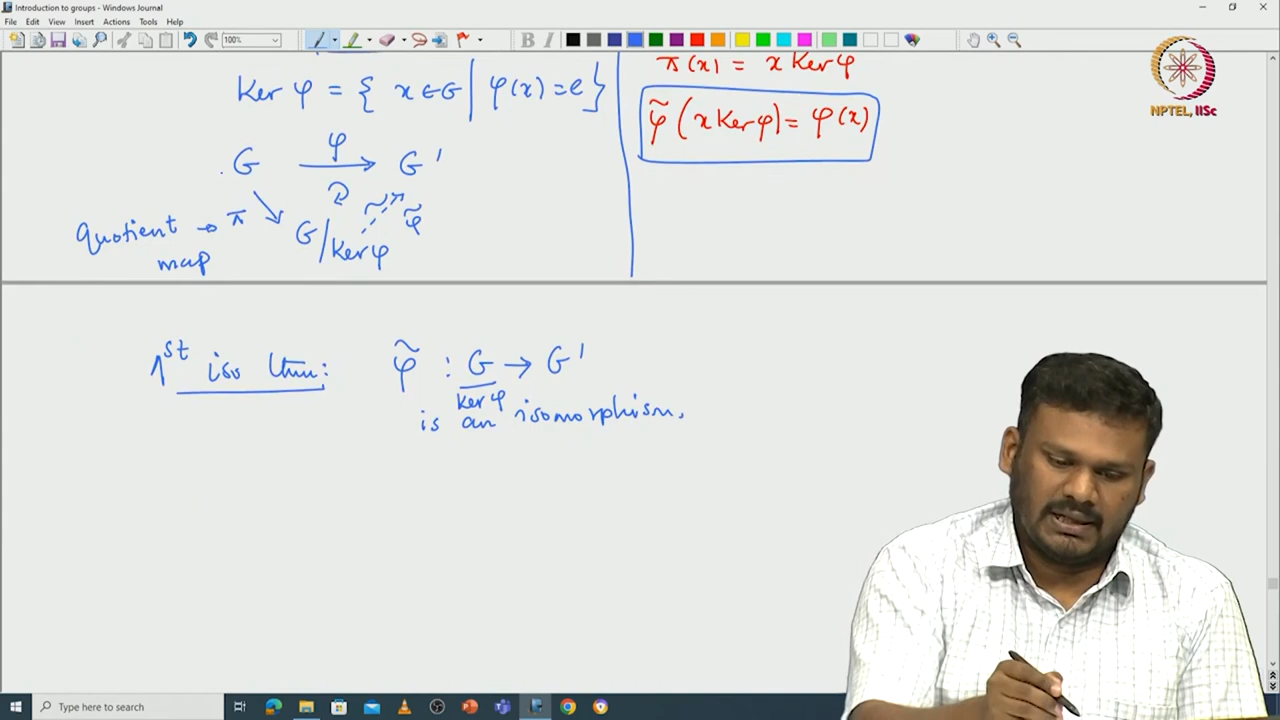 Introduction to groups - Windows Journal
File Edit View Insert Actions Tools Help
100%
B I
NPTEL, IISc
Ker φ = { x ∈ G | φ(x) = e }
G φ→ G'
Quotient map → π
G/Ker φ
~ φ̃
π(x) = x Ker φ
φ̃ (x Ker φ) = φ(x)
1st iso thm: φ̃ : G → G'
Ker φ
is an isomorphism.
Type here to search